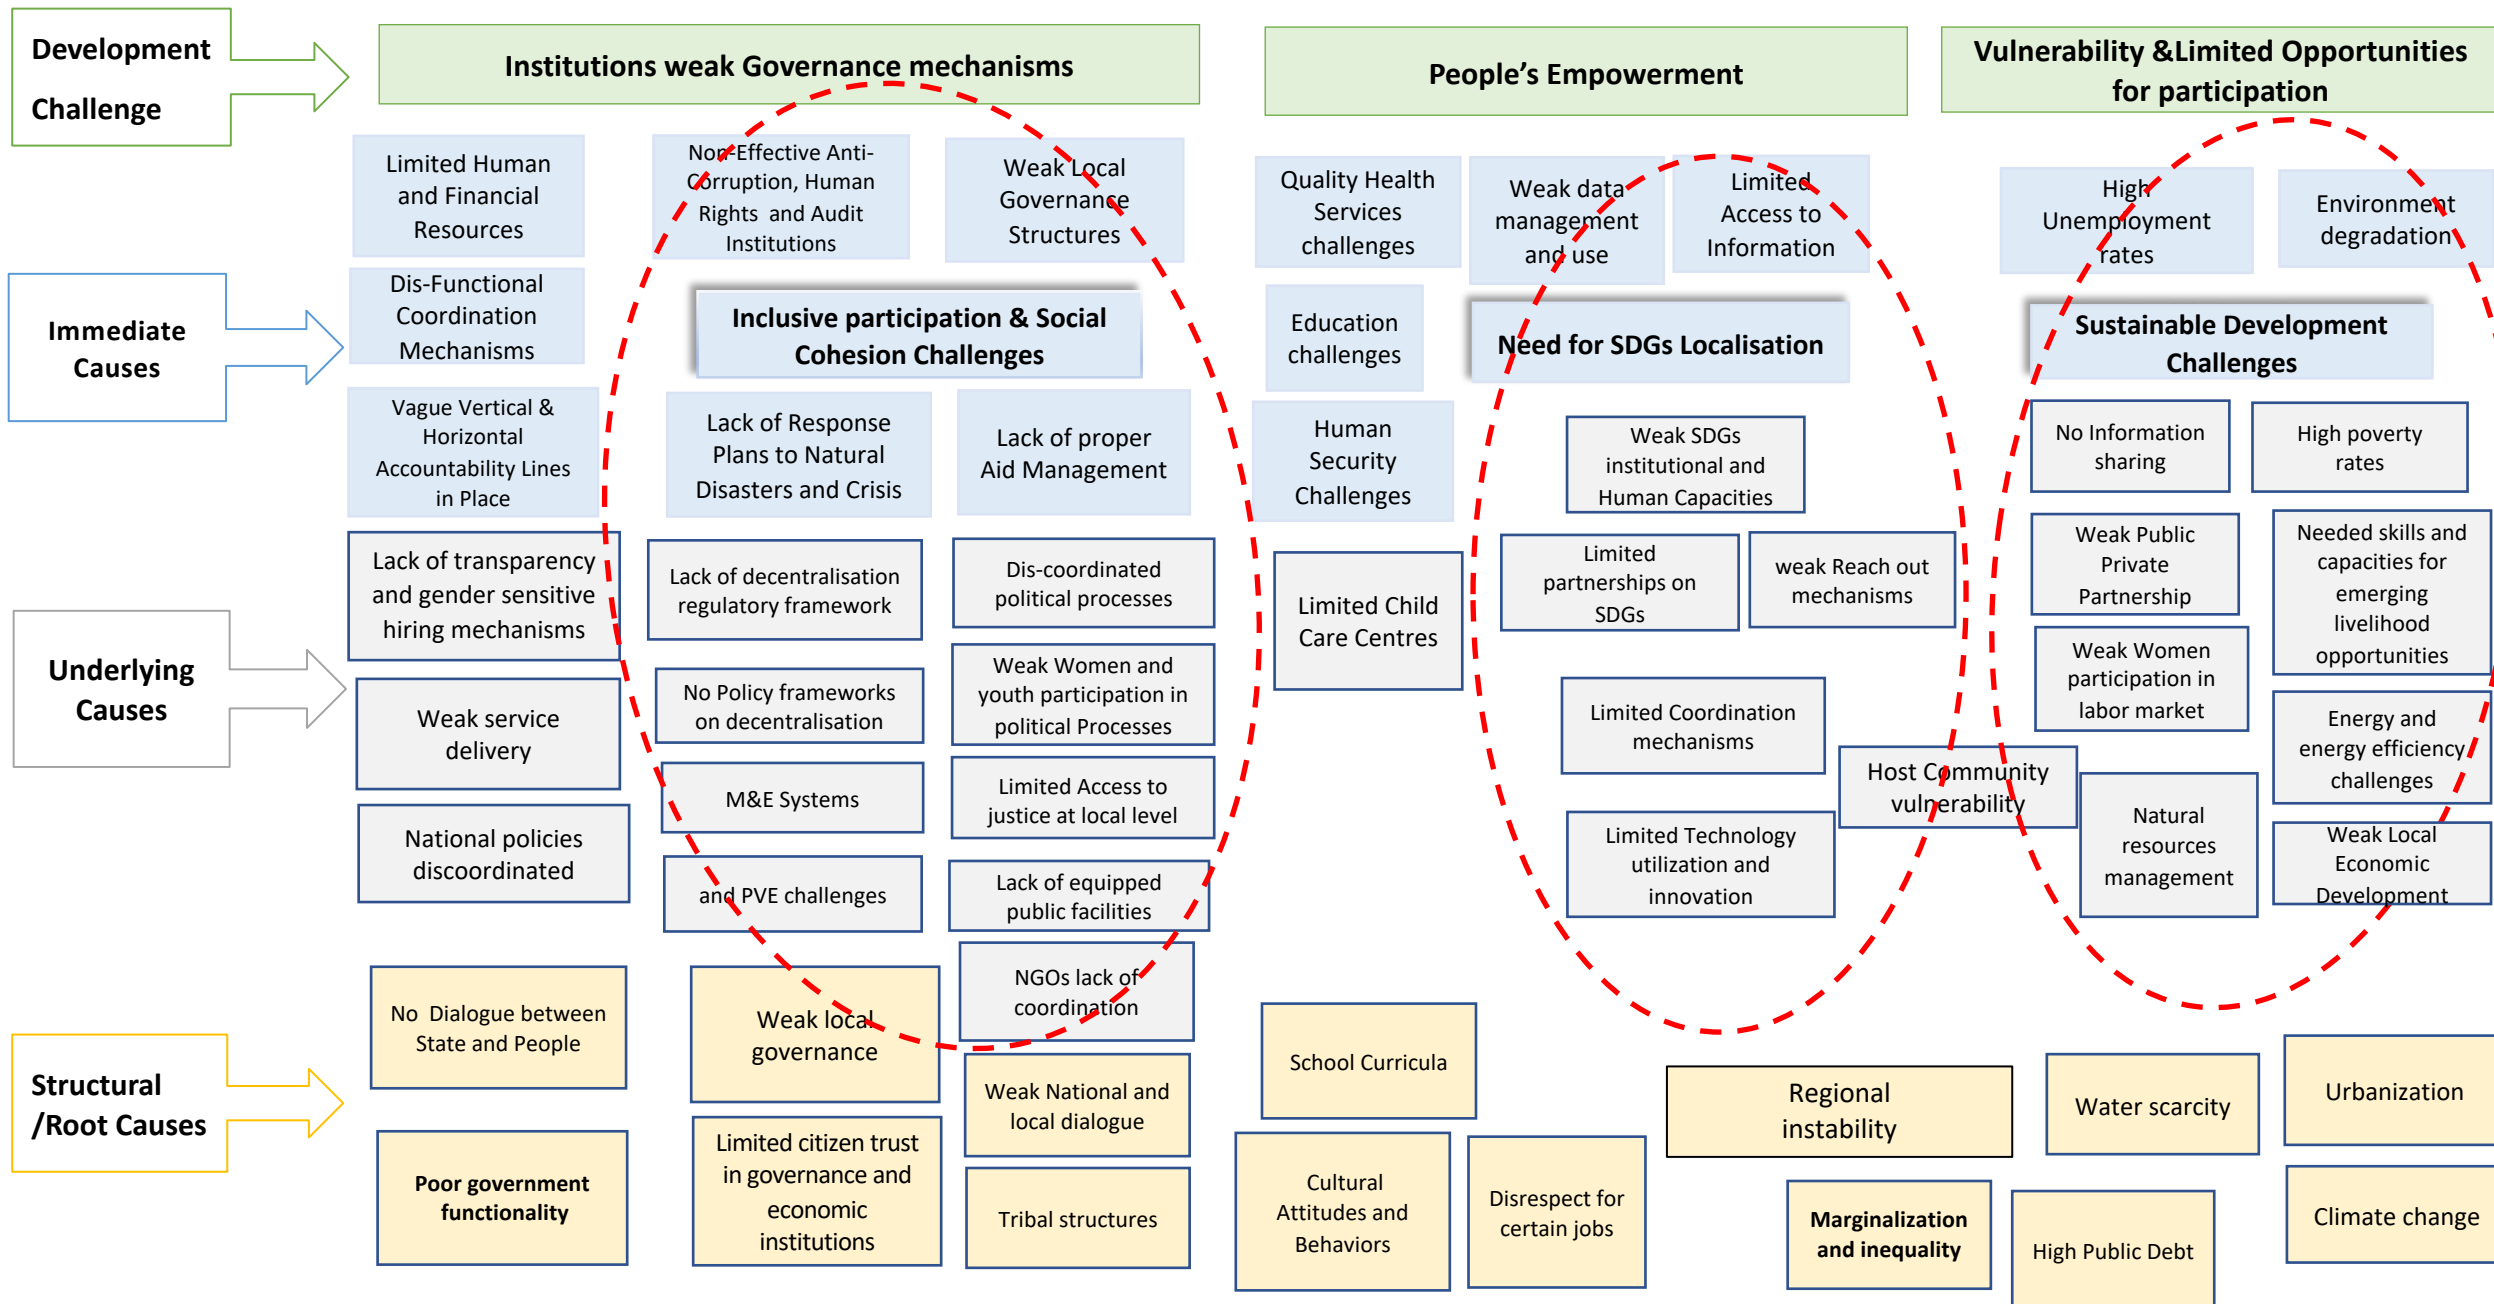 Development
Challenge
Institutions weak Governance mechanisms
People's Empowerment
Vulnerability &Limited Opportunities
for participation
Limited Human
and Financial
Resources
Non-Effective Anti-
Corruption, Human
Rights and Audit
Institutions
Weak Local
Governance
Structures
Quality Health
Services
challenges
Weak data
management
and use
Limited
Access to
Information
High
Unemployment
rates
Environment
degradation
Immediate
Causes
Dis-Functional
Coordination
Mechanisms
Inclusive participation & Social
Cohesion Challenges
Education
challenges
Need for SDGs Localisation
Sustainable Development
Challenges
Vague Vertical &
Horizontal
Accountability Lines
in Place
Lack of Response
Plans to Natural
Disasters and Crisis
Lack of proper
Aid Management
Human
Security
Challenges
Weak SDGs
institutional and
Human Capacities
No Information
sharing
High poverty
rates
Underlying
Causes
Lack of transparency
and gender sensitive
hiring mechanisms
Lack of decentralisation
regulatory framework
Dis-coordinated
political processes
Limited Child
Care Centres
Limited
partnerships on
SDGs
weak Reach out
mechanisms
Weak Public
Private
Partnership
Needed skills and
capacities for
emerging
livelihood
opportunities
Weak service
delivery
No Policy frameworks
on decentralisation
Weak Women and
youth participation in
political Processes
Limited Coordination
mechanisms
Weak Women
participation in
labor market
Energy and
energy efficiency
challenges
M&E Systems
Limited Access to
justice at local level
Host Community
vulnerability
National policies
discoordinated
and PVE challenges
Lack of equipped
public facilities
Limited Technology
utilization and
innovation
Natural
resources
management
Weak Local
Economic
Development
NGOs lack of
coordination
Structural
/Root Causes
No Dialogue between
State and People
Weak local
governance
Weak National and
local dialogue
School Curricula
Regional
instability
Water scarcity
Urbanization
Poor government
functionality
Limited citizen trust
in governance and
economic
institutions
Tribal structures
Cultural
Attitudes and
Behaviors
Disrespect for
certain jobs
Marginalization
and inequality
High Public Debt
Climate change